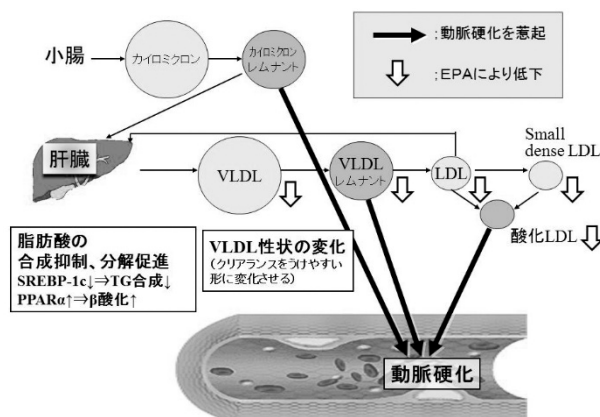 小腸
カイロミクロン
カイロミクロン
レムナント
:動脈硬化を惹起
:EPAにより低下
肝臓
VLDL
VLDL
レムナント
LDL
Small
dense LDL
酸化LDL
脂肪酸の
合成抑制、分解促進
SREBP-1c↓⇒TG合成↓
PPARα↑⇒β酸化↑
VLDL性状の変化
(クリアランスをうけやすい
形に変化させる)
動脈硬化